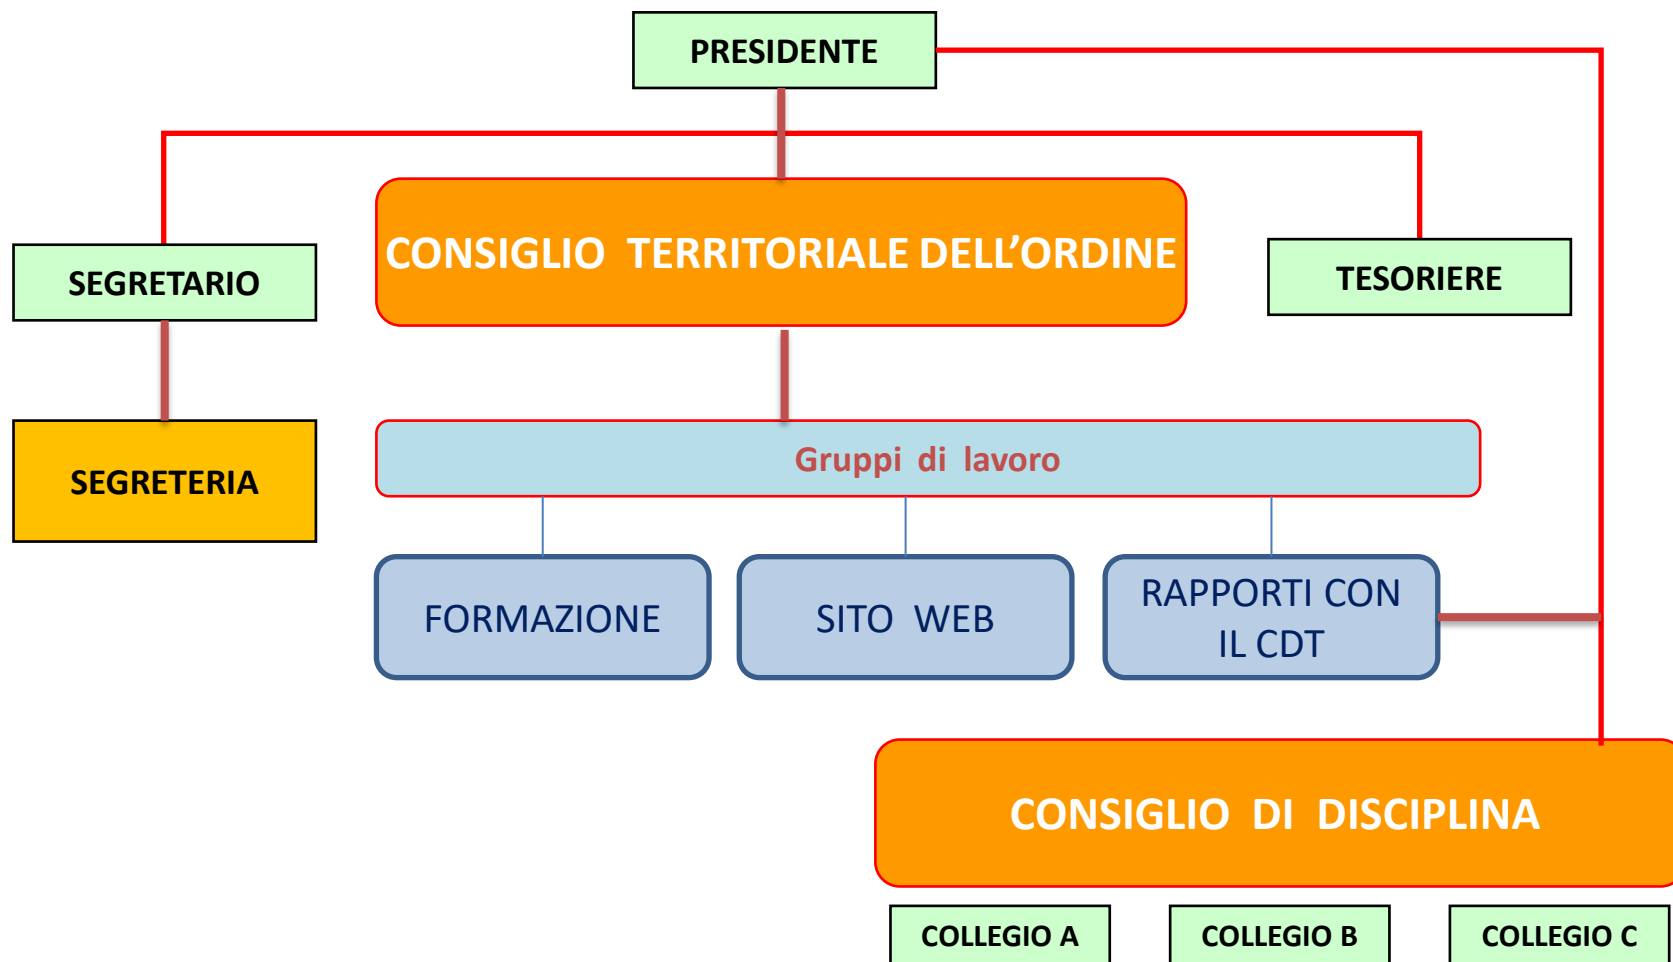 PRESIDENTE
CONSIGLIO TERRITORIALE DELL’ORDINE
SEGRETARIO
TESORIERE
SEGRETERIA
Gruppi di lavoro
FORMAZIONE
SITO WEB
RAPPORTI CON
IL CDT
CONSIGLIO DI DISCIPLINA
COLLEGIO A
COLLEGIO B
COLLEGIO C